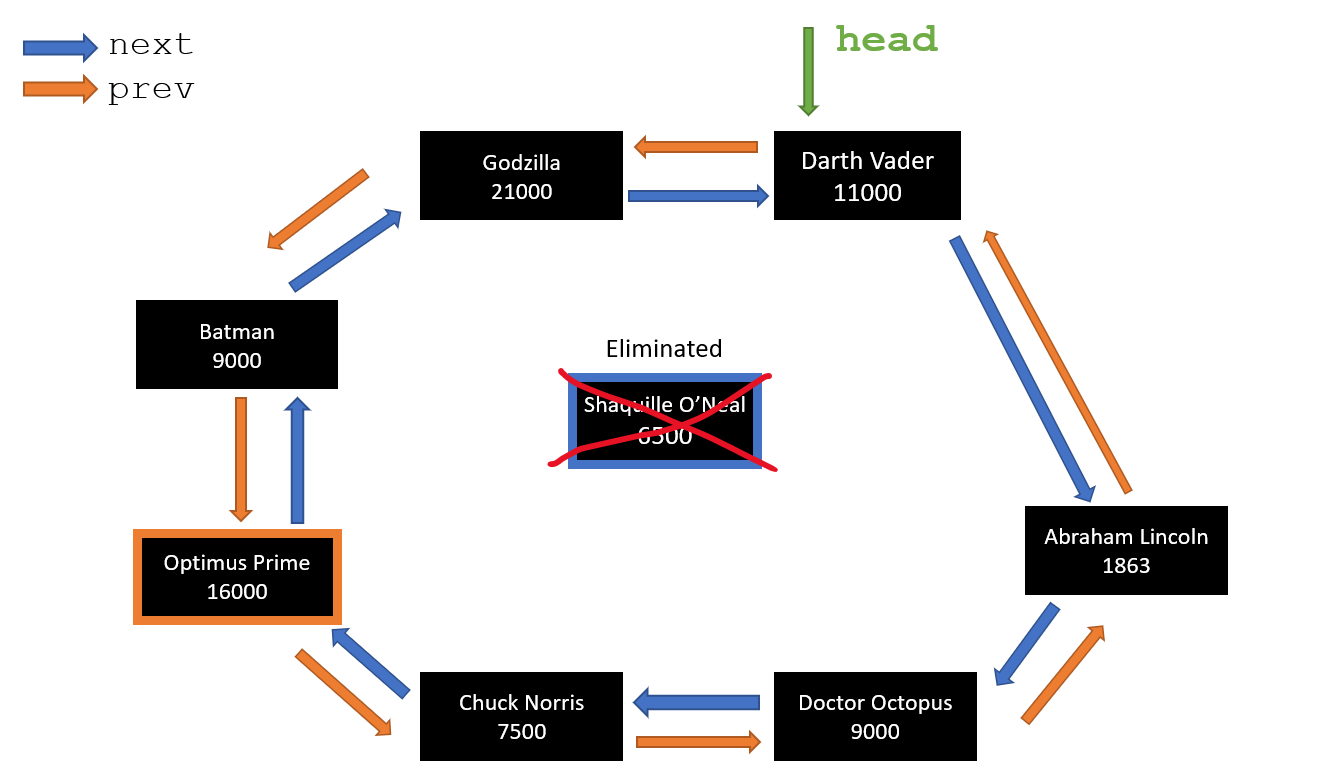 next
prev
head
Godzilla
21000
Darth Vader
11000
Batman
9000
Eliminated
Shaquille O’Neal
6500
Abraham Lincoln
1863
Optimus Prime
16000
Chuck Norris
7500
Doctor Octopus
9000